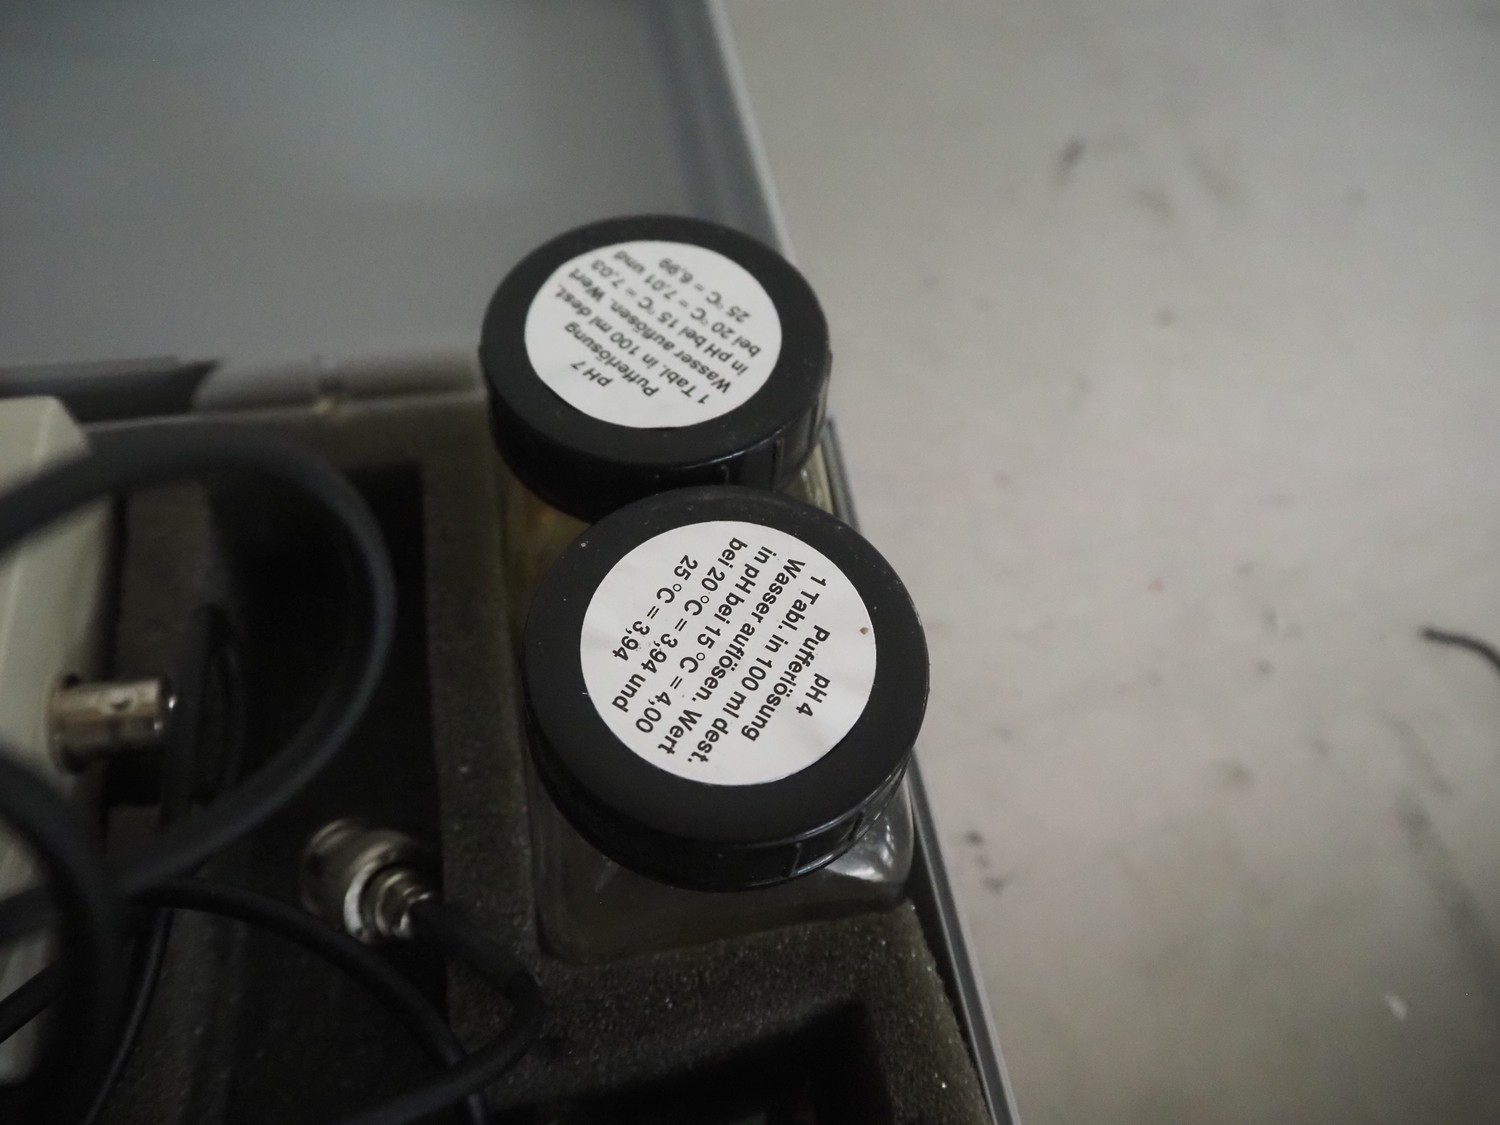 pH 7
Pufferlösung
1 Tabl. in 100 ml dest.
Wasser auflösen. Wert
in pH bei 15 °C = 7,03
bei 20 °C = 7,01 und
25 °C = 6,99
pH 4
Pufferlösung
1 Tabl. in 100 ml dest.
Wasser auflösen. Wert
in pH bei 15 °C = 4,00
bei 20 °C = 3,94 und
25 °C = 3,94